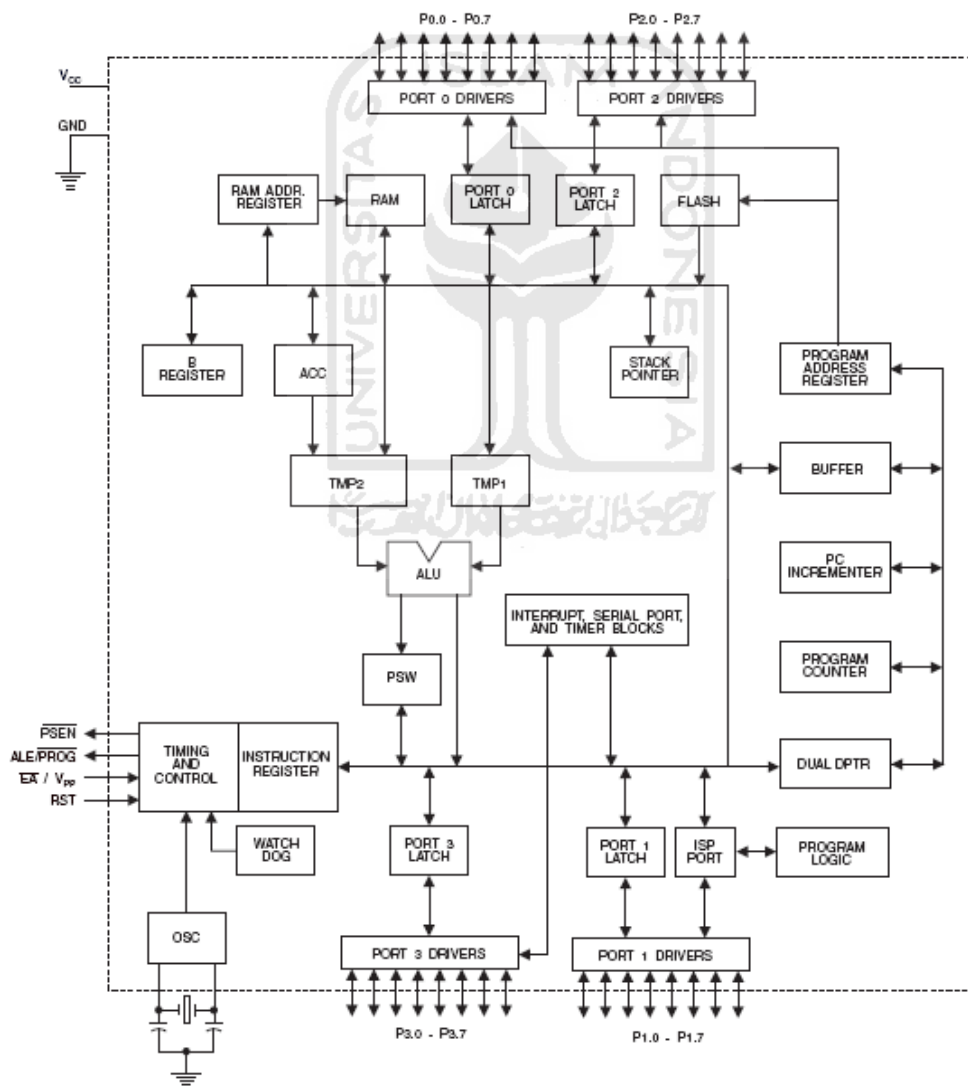 P0.0 - P0.7
P2.0 - P2.7
VCC
PORT 0 DRIVERS
PORT 2 DRIVERS
GND
RAM ADDR.
REGISTER
RAM
PORT 0
LATCH
PORT 2
LATCH
FLASH
B
REGISTER
ACC
STACK
POINTER
PROGRAM
ADDRESS
REGISTER
TMP2
TMP1
BUFFER
ALU
PC
INCREMENTER
INTERRUPT, SERIAL PORT,
AND TIMER BLOCKS
PSW
PROGRAM
COUNTER
PSEN
ALE/PROG
EA / VPP
RST
TIMING
AND
CONTROL
INSTRUCTION
REGISTER
DUAL DPTR
WATCH
DOG
PORT 3
LATCH
PORT 1
LATCH
ISP
PORT
PROGRAM
LOGIC
OSC
PORT 3 DRIVERS
PORT 1 DRIVERS
P3.0 - P3.7
P1.0 - P1.7
UNIVERSITAS
ISLAM
INDONESIA